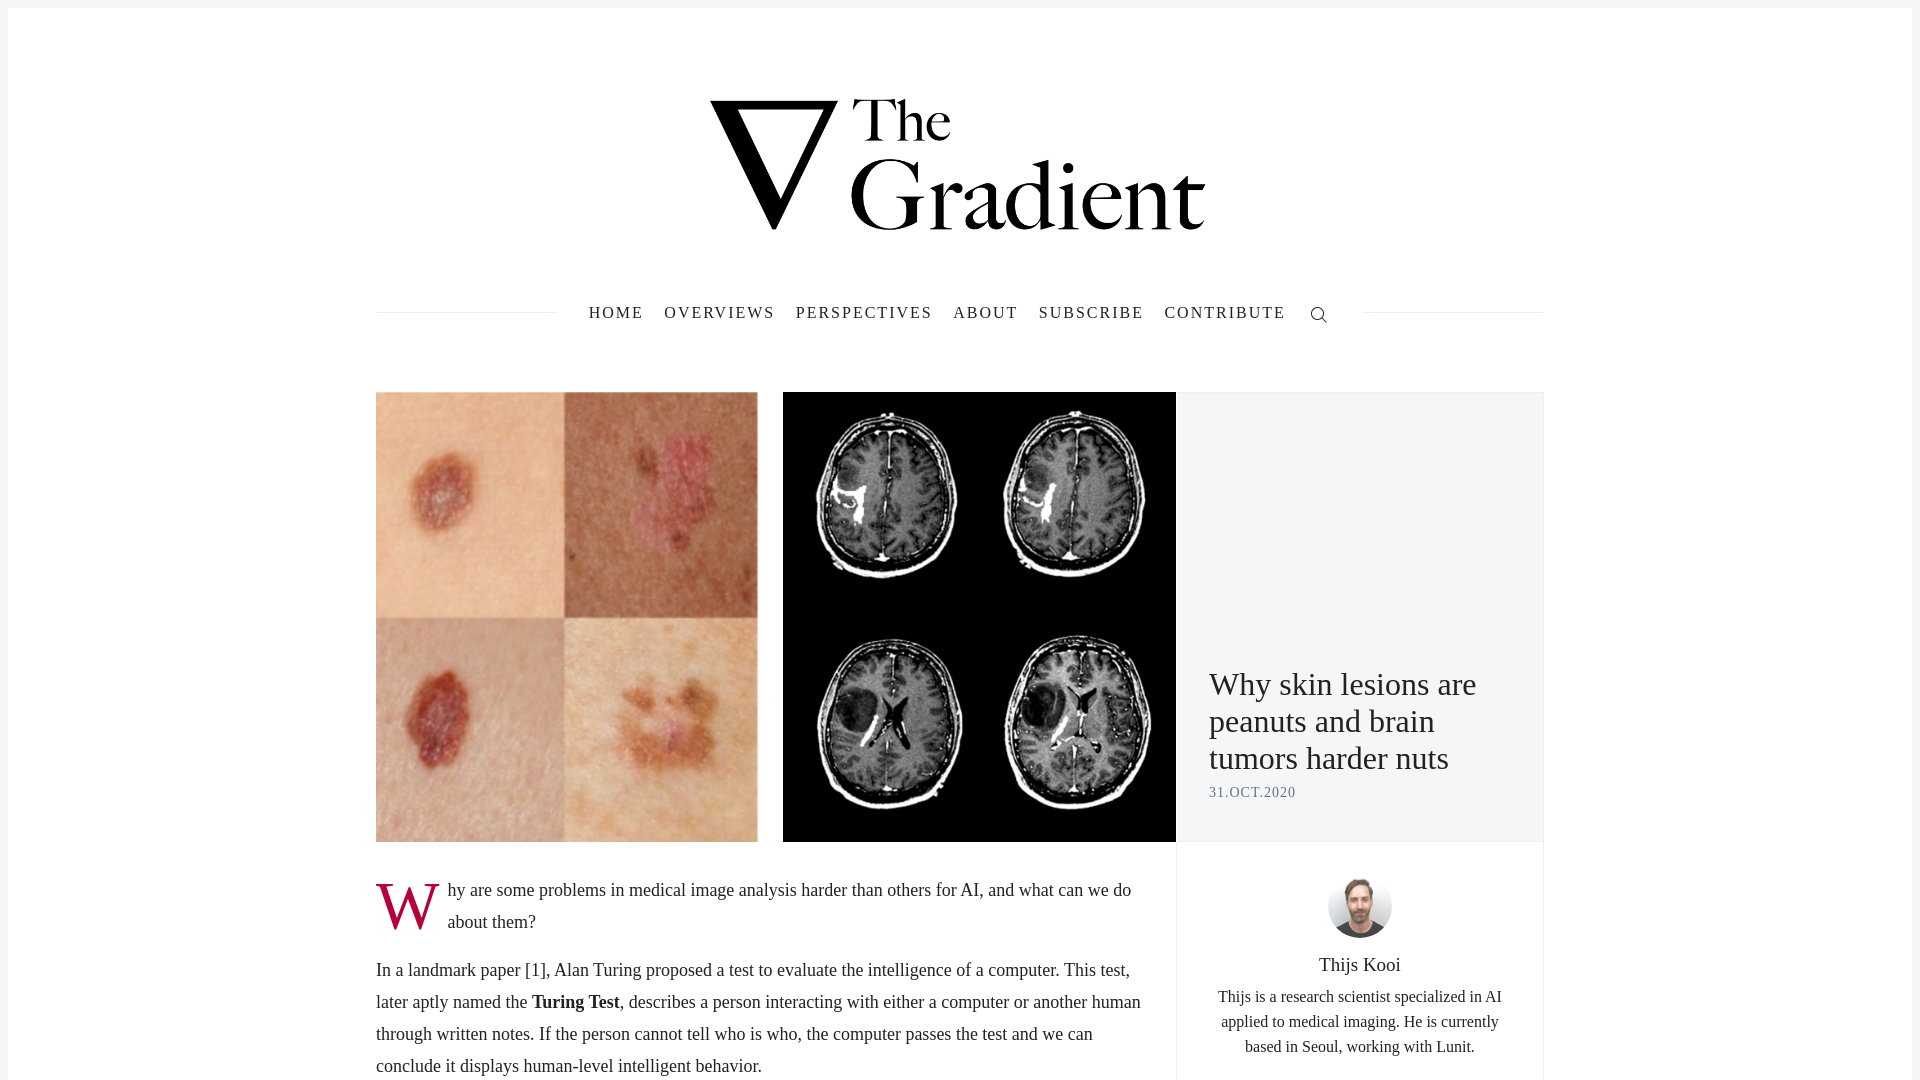 The
Gradient
HOME OVERVIEWS PERSPECTIVES ABOUT SUBSCRIBE CONTRIBUTE
Why skin lesions are
peanuts and brain
tumors harder nuts
31.OCT.2020
Why are some problems in medical image analysis harder than others for AI, and what can we do
about them?
In a landmark paper [1], Alan Turing proposed a test to evaluate the intelligence of a computer. This test,
later aptly named the Turing Test, describes a person interacting with either a computer or another human
through written notes. If the person cannot tell who is who, the computer passes the test and we can
conclude it displays human-level intelligent behavior.
Thijs Kooi
Thijs is a research scientist specialized in AI
applied to medical imaging. He is currently
based in Seoul, working with Lunit.